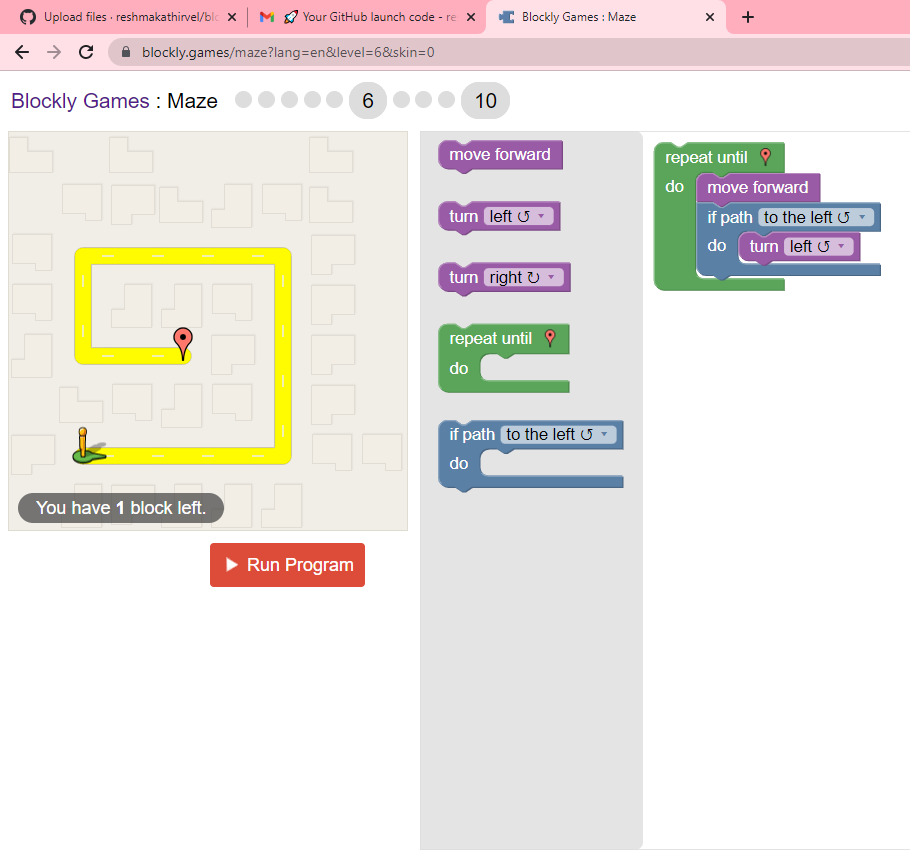 Upload files · reshmakathirvel/blo
Your GitHub launch code - re
Blockly Games : Maze
blockly.games/maze?lang=en&level=6&skin=0
Blockly Games : Maze 6 10
move forward
turn left ↺
turn right ↻
repeat until
do
if path to the left ↺
do
repeat until
do move forward
if path to the left ↺
do turn left ↺
You have 1 block left.
Run Program